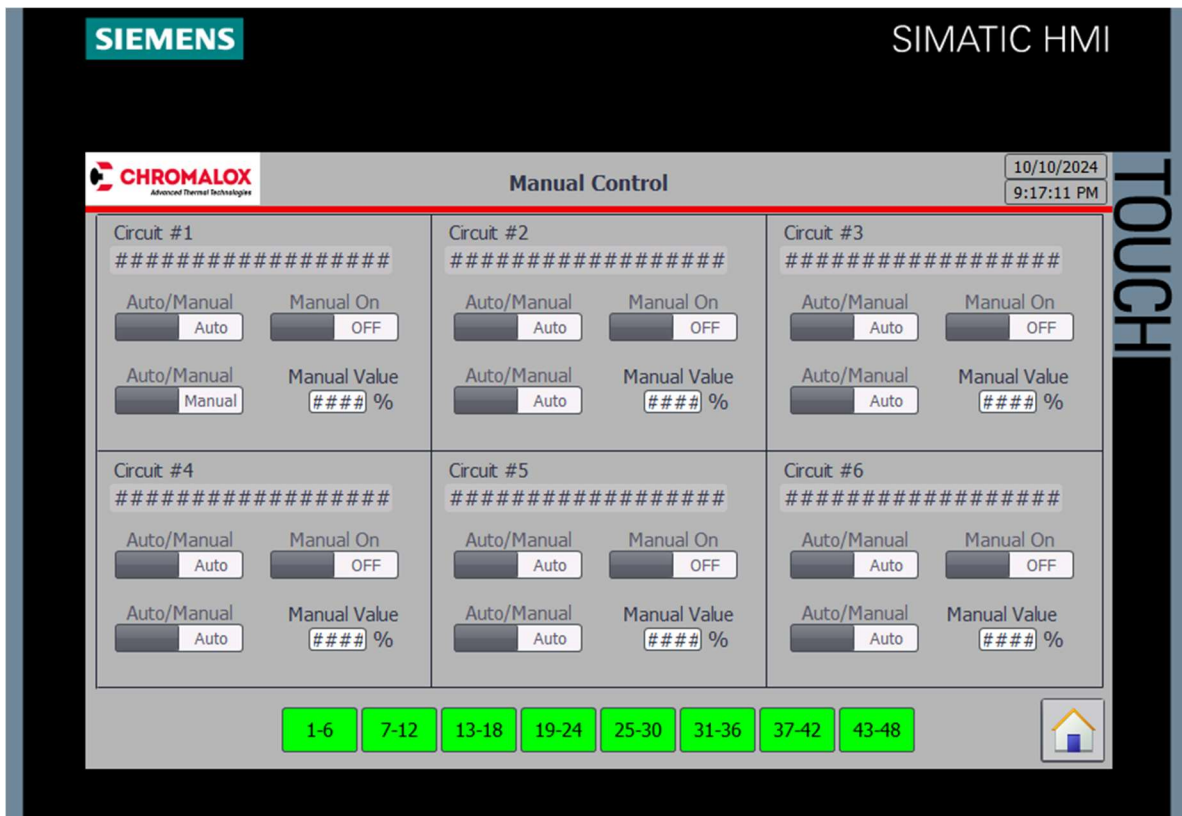 SIEMENS
SIMATIC HMI
TOUCH
CHROMALOX
Advanced Thermal Technologies
Manual Control
10/10/2024
9:17:11 PM
Circuit #1
##################
Auto/Manual Manual On
Auto OFF
Auto/Manual Manual Value
Manual #### %
Circuit #2
##################
Auto/Manual Manual On
Auto OFF
Auto/Manual Manual Value
Auto #### %
Circuit #3
##################
Auto/Manual Manual On
Auto OFF
Auto/Manual Manual Value
Auto #### %
Circuit #4
##################
Auto/Manual Manual On
Auto OFF
Auto/Manual Manual Value
Auto #### %
Circuit #5
##################
Auto/Manual Manual On
Auto OFF
Auto/Manual Manual Value
Auto #### %
Circuit #6
##################
Auto/Manual Manual On
Auto OFF
Auto/Manual Manual Value
Auto #### %
1-6 7-12 13-18 19-24 25-30 31-36 37-42 43-48